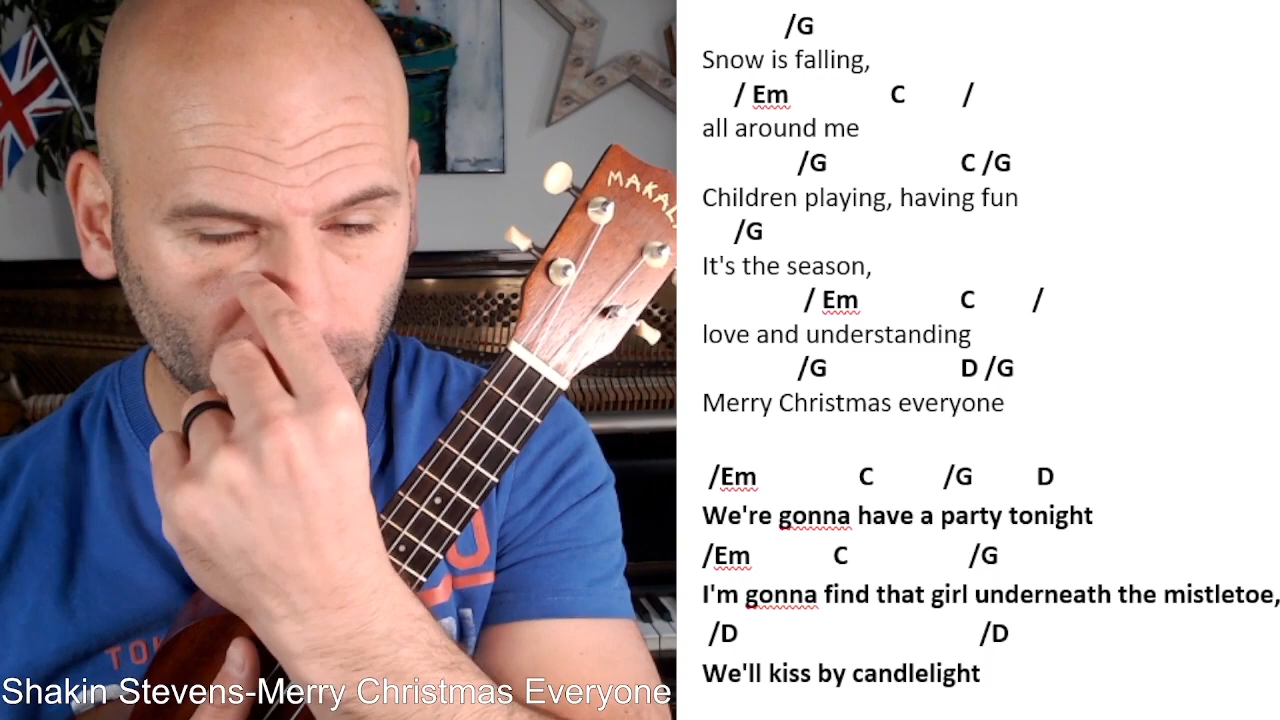 /G
Snow is falling,
/ Em C /
all around me
/G C /G
Children playing, having fun
/G
It's the season,
/ Em C /
love and understanding
/G D /G
Merry Christmas everyone
/Em C /G D
We're gonna have a party tonight
/Em C /G
I'm gonna find that girl underneath the mistletoe,
/D /D
We'll kiss by candlelight
Shakin Stevens-Merry Christmas Everyone